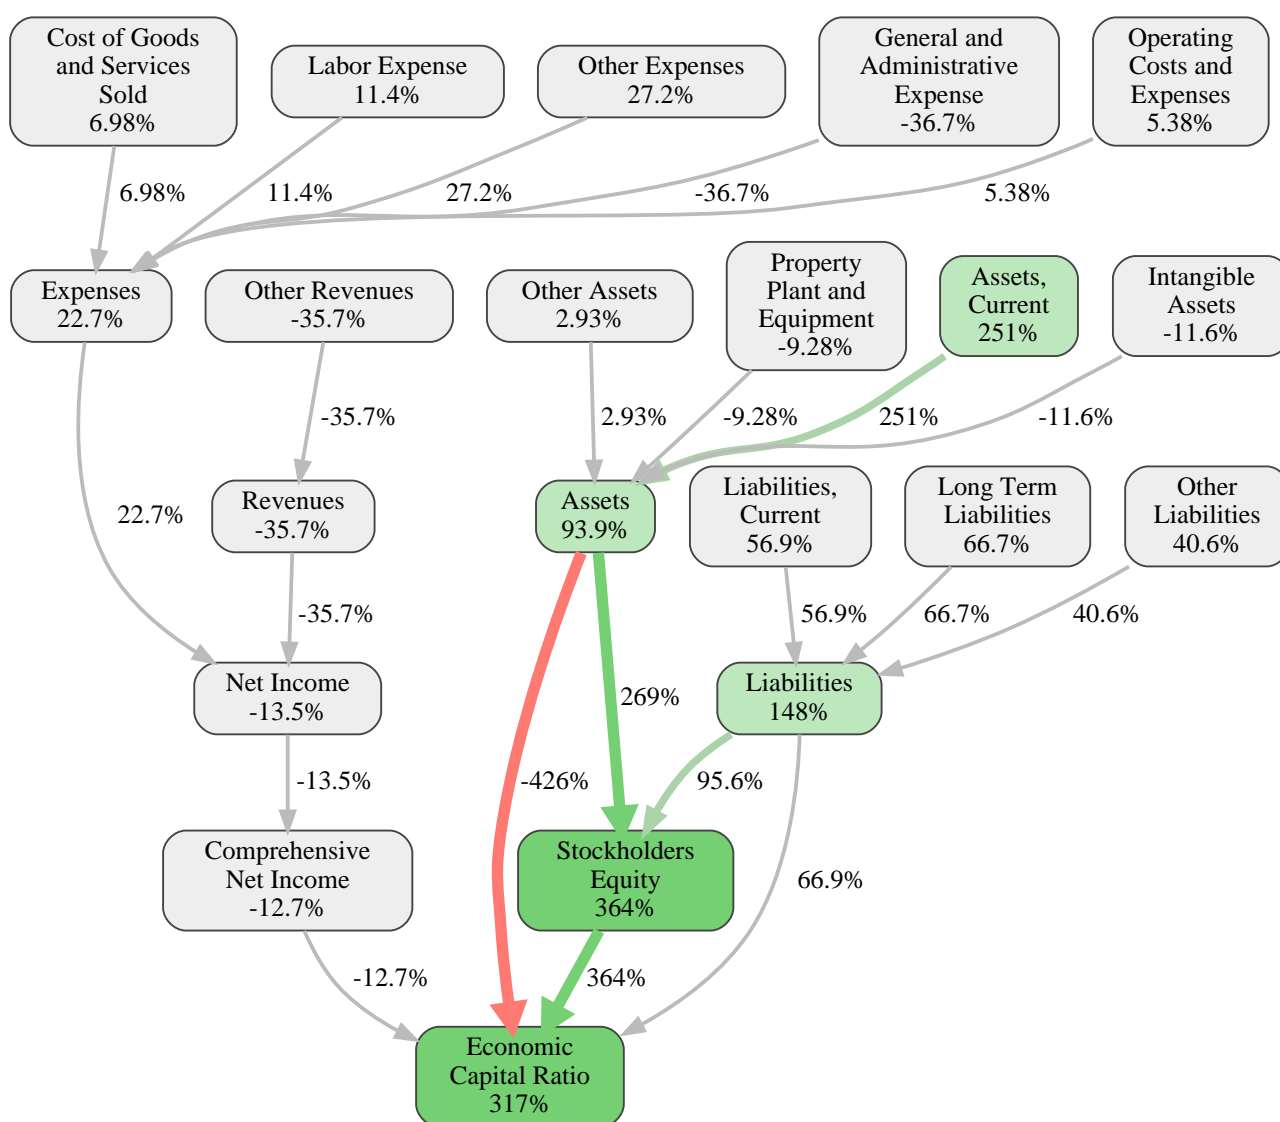 Cost of Goods
and Services
Sold
6.98%
Labor Expense
11.4%
Other Expenses
27.2%
General and
Administrative
Expense
-36.7%
Operating
Costs and
Expenses
5.38%
6.98%
11.4%
27.2%
-36.7%
5.38%
Expenses
22.7%
Other Revenues
-35.7%
Other Assets
2.93%
Property
Plant and
Equipment
-9.28%
Assets,
Current
251%
Intangible
Assets
-11.6%
-35.7%
2.93%
-9.28%
251%
-11.6%
22.7%
Revenues
-35.7%
Assets
93.9%
Liabilities,
Current
56.9%
Long Term
Liabilities
66.7%
Other
Liabilities
40.6%
-35.7%
56.9%
66.7%
40.6%
Net Income
-13.5%
269%
Liabilities
148%
-13.5%
-426%
95.6%
Comprehensive
Net Income
-12.7%
Stockholders
Equity
364%
66.9%
-12.7%
364%
Economic
Capital Ratio
317%